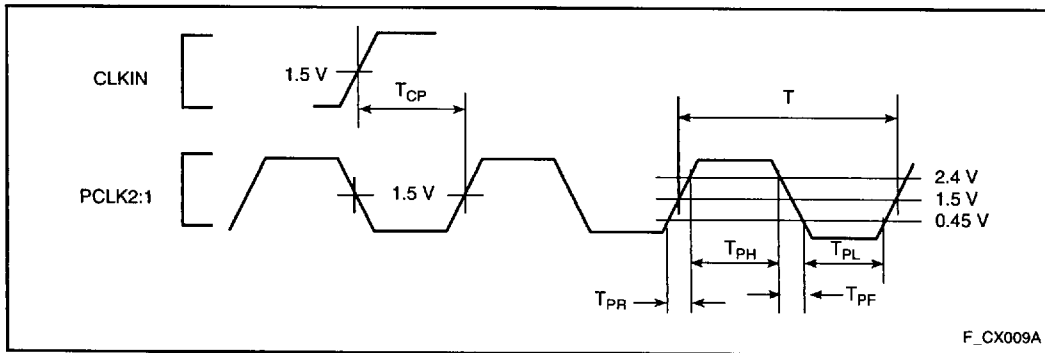 CLKIN
1.5 V
T_CP
T
PCLK2:1
1.5 V
2.4 V
1.5 V
0.45 V
T_PH
T_PL
T_PR
T_PF
F_CX009A